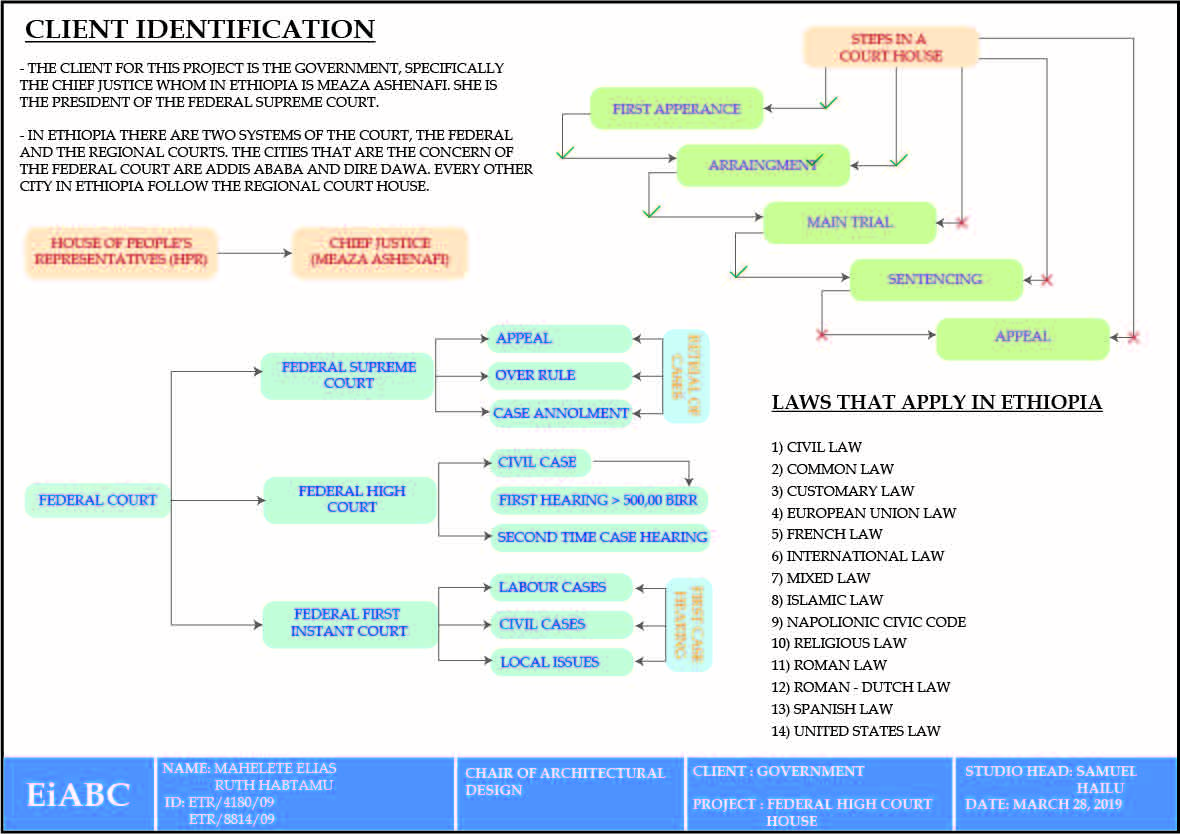 CLIENT IDENTIFICATION
- THE CLIENT FOR THIS PROJECT IS THE GOVERNMENT, SPECIFICALLY
THE CHIEF JUSTICE WHOM IN ETHIOPIA IS MEAZA ASHENAFI. SHE IS
THE PRESIDENT OF THE FEDERAL SUPREME COURT.
- IN ETHIOPIA THERE ARE TWO SYSTEMS OF THE COURT, THE FEDERAL
AND THE REGIONAL COURTS. THE CITIES THAT ARE THE CONCERN OF
THE FEDERAL COURT ARE ADDIS ABABA AND DIRE DAWA. EVERY OTHER
CITY IN ETHIOPIA FOLLOW THE REGIONAL COURT HOUSE.
HOUSE OF PEOPLE'S
REPRESENTATIVES (HPR)
CHIEF JUSTICE
(MEAZA ASHENAFI)
STEPS IN A
COURT HOUSE
FIRST APPERANCE
ARRAINGMENT
MAIN TRIAL
SENTENCING
APPEAL
FEDERAL COURT
FEDERAL SUPREME
COURT
APPEAL
OVER RULE
CASE ANNOLMENT
CASES
FEDERAL HIGH
COURT
CIVIL CASE
FIRST HEARING > 500,00 BIRR
SECOND TIME CASE HEARING
FEDERAL FIRST
INSTANT COURT
LABOUR CASES
CIVIL CASES
LOCAL ISSUES
FIRST CASE
HEARING
LAWS THAT APPLY IN ETHIOPIA
1) CIVIL LAW
2) COMMON LAW
3) CUSTOMARY LAW
4) EUROPEAN UNION LAW
5) FRENCH LAW
6) INTERNATIONAL LAW
7) MIXED LAW
8) ISLAMIC LAW
9) NAPOLIONIC CIVIC CODE
10) RELIGIOUS LAW
11) ROMAN LAW
12) ROMAN - DUTCH LAW
13) SPANISH LAW
14) UNITED STATES LAW
EiABC
NAME: MAHELETE ELIAS
RUTH HABTAMU
ID: ETR/4180/09
ETR/8814/09
CHAIR OF ARCHITECTURAL
DESIGN
CLIENT : GOVERNMENT
PROJECT : FEDERAL HIGH COURT
HOUSE
STUDIO HEAD: SAMUEL
HAILU
DATE: MARCH 28, 2019